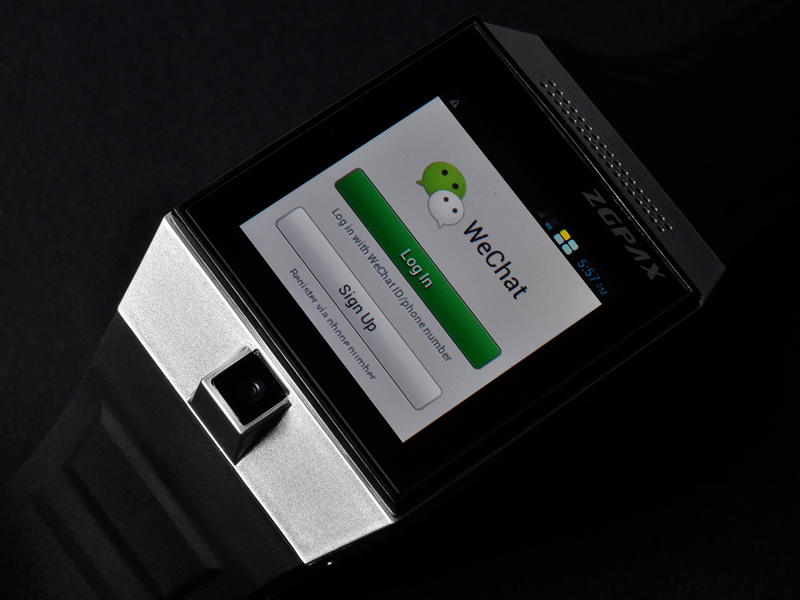 ZGPAX
5:57 PM
WeChat
Log In
Log in with WeChat ID/phone number
Sign Up
Register via phone number